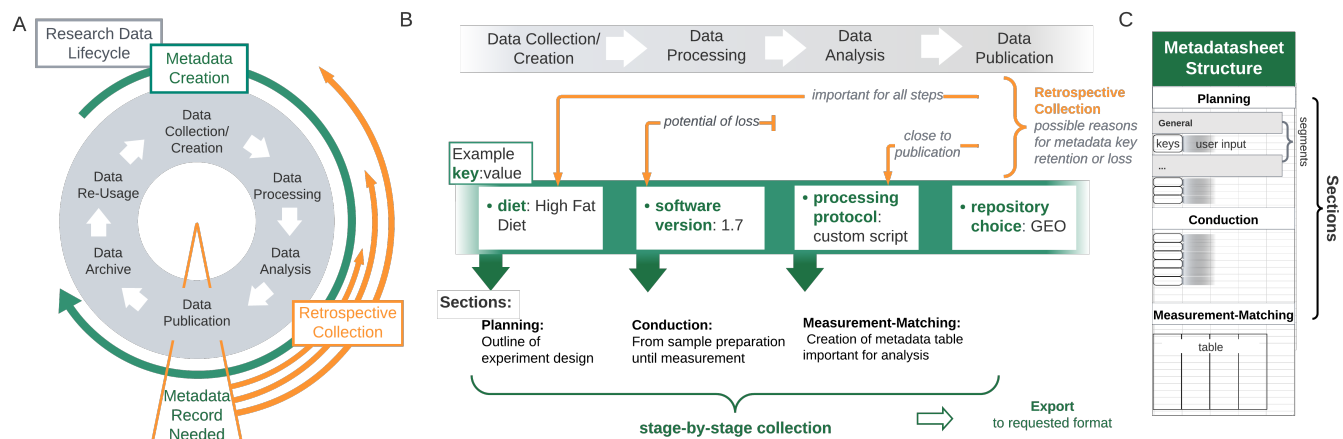 A
Research Data
Lifecycle
Metadata
Creation
Data
Collection/
Creation
Data
Processing
Data
Analysis
Data
Publication
Data
Archive
Data
Re-Usage
Retrospective
Collection
Metadata
Record
Needed
B
Data Collection/
Creation
Data
Processing
Data
Analysis
Data
Publication
important for all steps
potential of loss
close to
publication
Retrospective
Collection
possible reasons
for metadata key
retention or loss
Example
key:value
• diet: High Fat
Diet
• software
version: 1.7
• processing
protocol:
custom script
• repository
choice: GEO
Sections:
Planning:
Outline of
experiment design
Conduction:
From sample preparation
until measurement
Measurement-Matching:
Creation of metadata table
important for analysis
stage-by-stage collection
Export
to requested format
C
Metadatasheet
Structure
Planning
General
keys
user input
...
segments
Conduction
Measurement-Matching
table
Sections